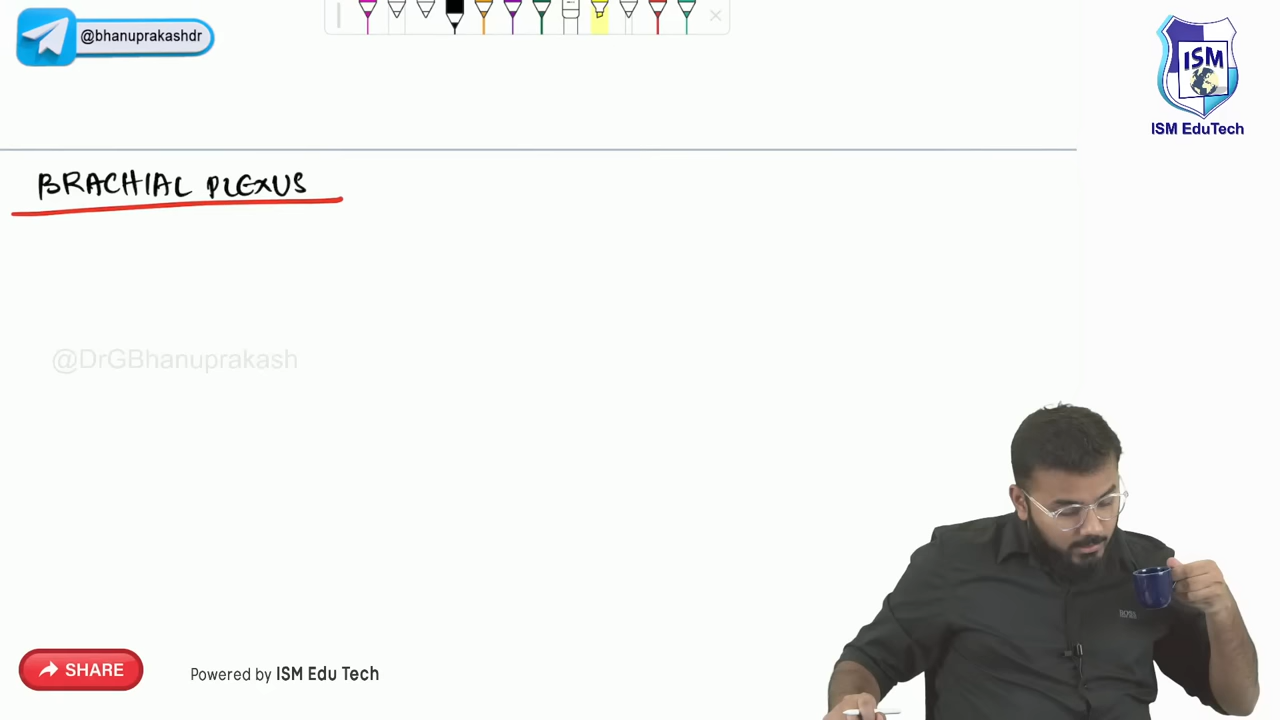 @bhanuprakashdr
ISM
ISM EduTech
BRACHIAL PLEXUS
@DrGBhanuprakash
SHARE
Powered by ISM Edu Tech